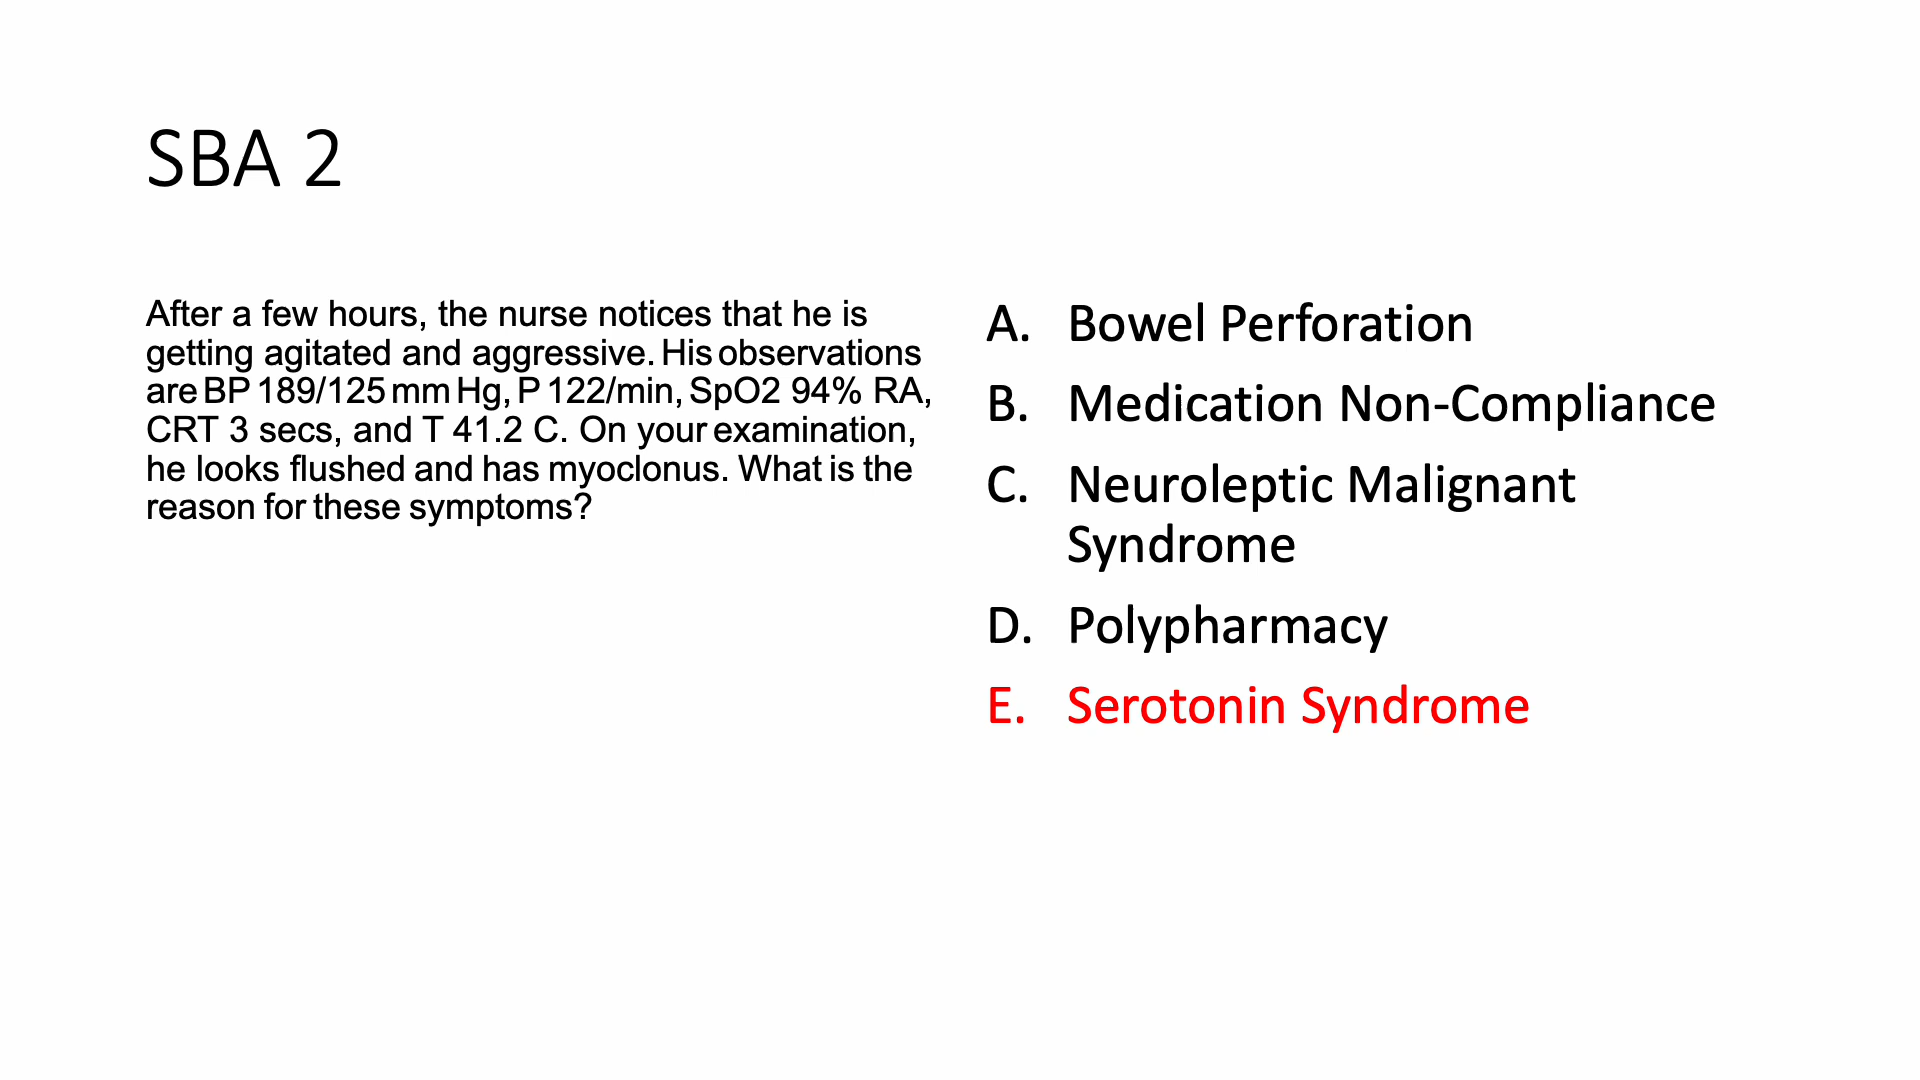 SBA 2
After a few hours, the nurse notices that he is
getting agitated and aggressive. His observations
are BP 189/125 mm Hg, P 122/min, SpO2 94% RA,
CRT 3 secs, and T 41.2 C. On your examination,
he looks flushed and has myoclonus. What is the
reason for these symptoms?
A. Bowel Perforation
B. Medication Non-Compliance
C. Neuroleptic Malignant
Syndrome
D. Polypharmacy
E. Serotonin Syndrome